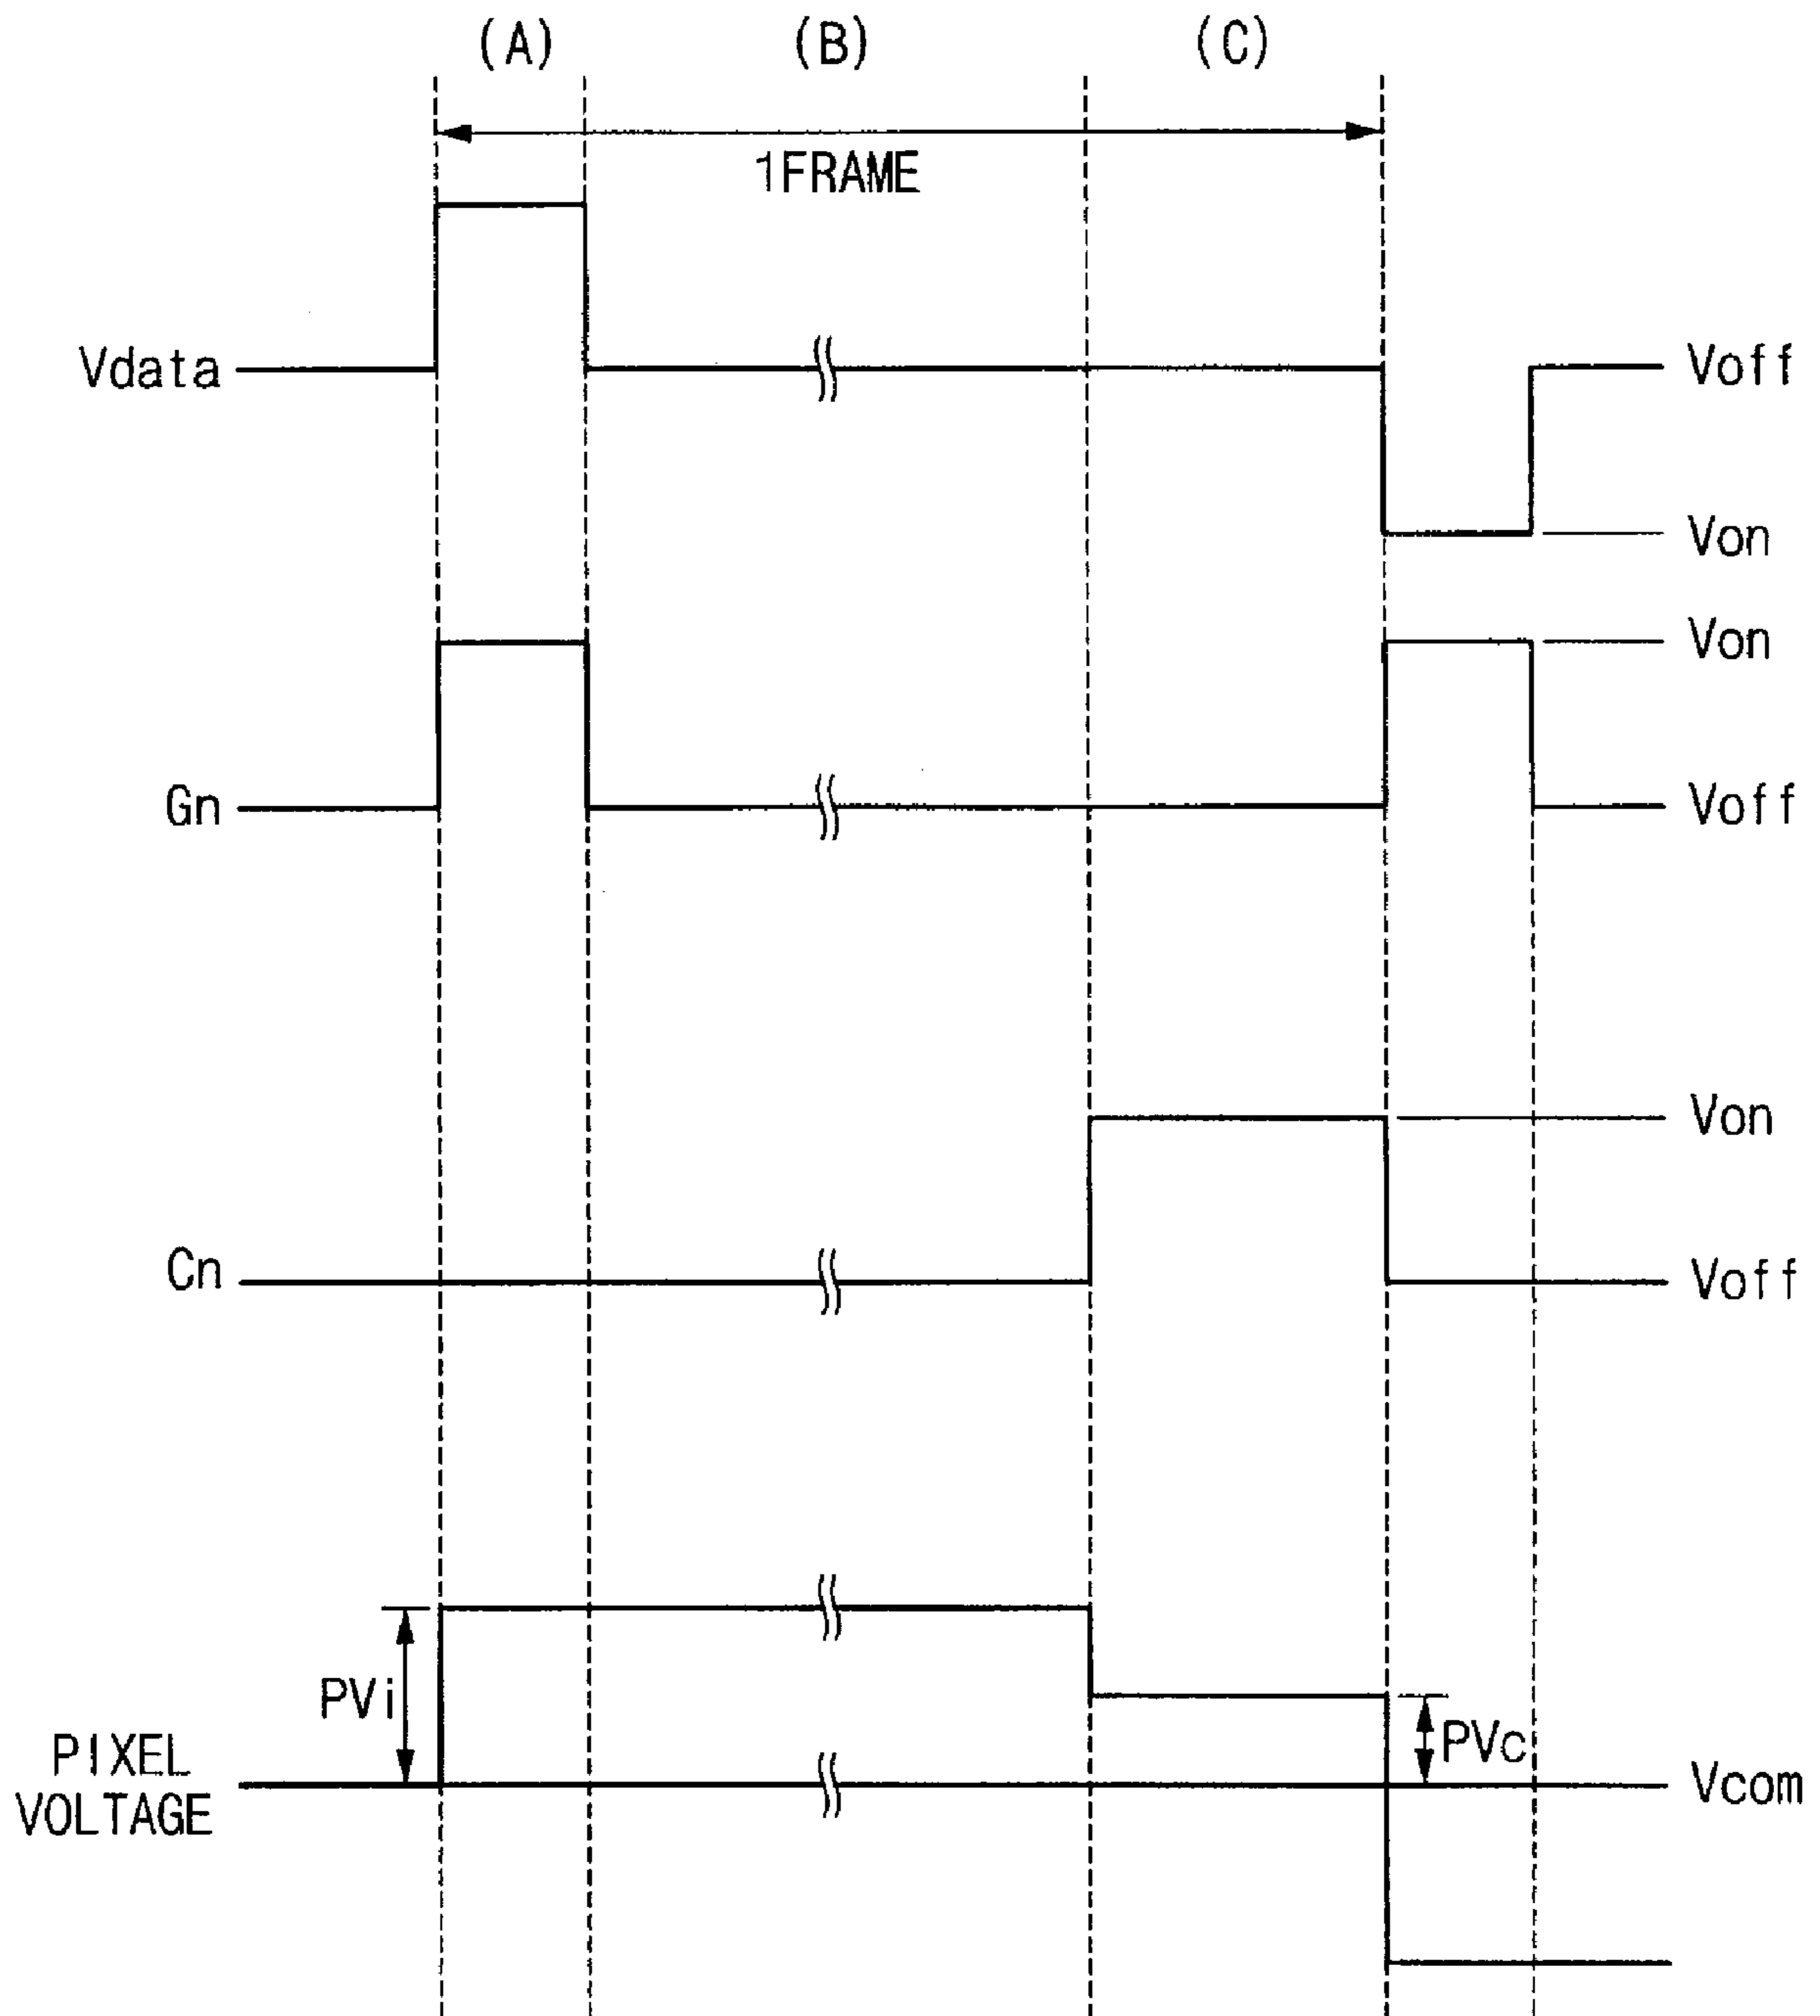 (A) (B) (C)
1FRAME
Vdata
Voff
Von
Von
Gn
Voff
Von
Cn
Voff
PVi
PVc
PIXEL
VOLTAGE
Vcom